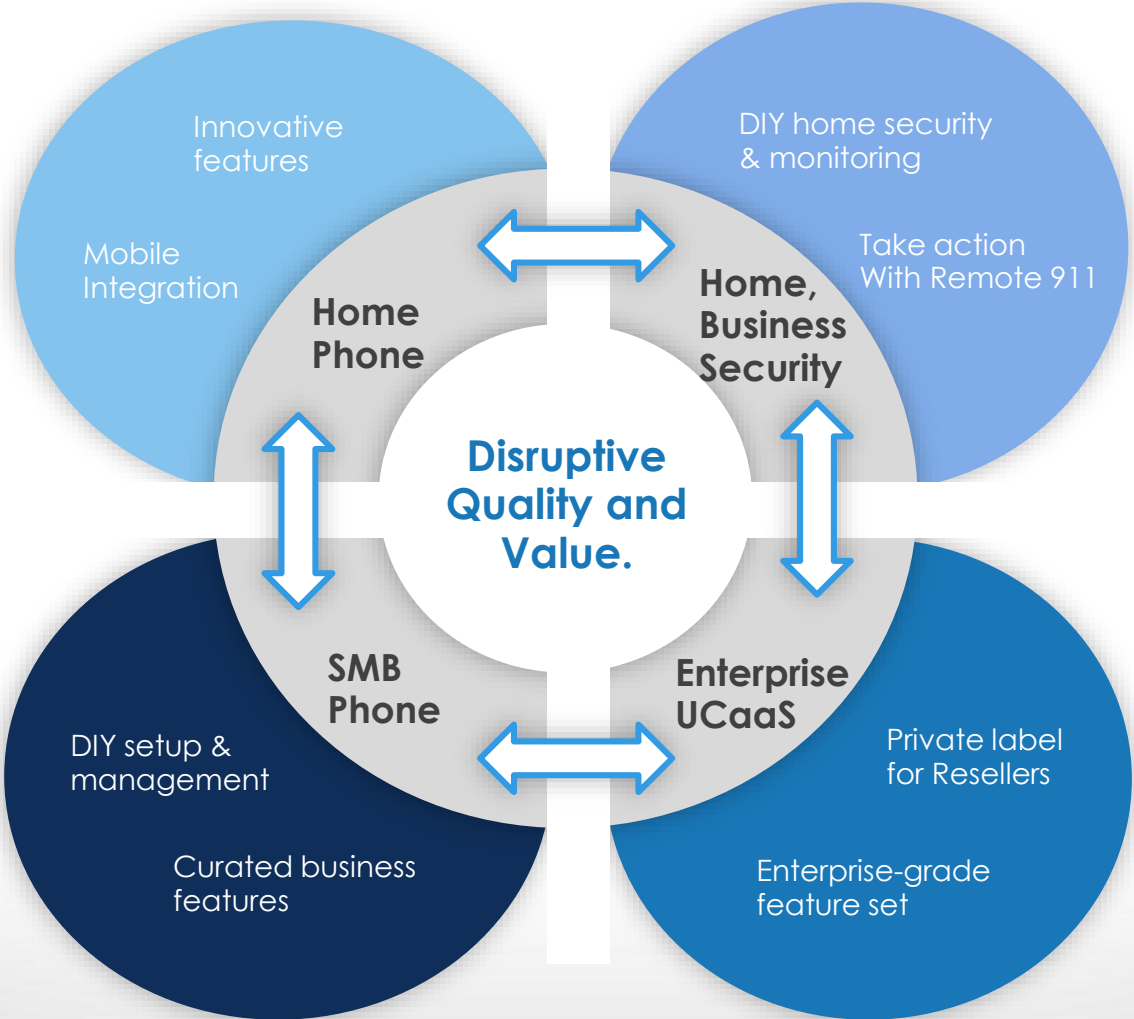 Innovative
features
Mobile
Integration
Home
Phone
DIY home security
& monitoring
Take action
With Remote 911
Home,
Business
Security
Disruptive
Quality and
Value.
SMB
Phone
DIY setup &
management
Curated business
features
Enterprise
UCaaS
Private label
for Resellers
Enterprise-grade
feature set